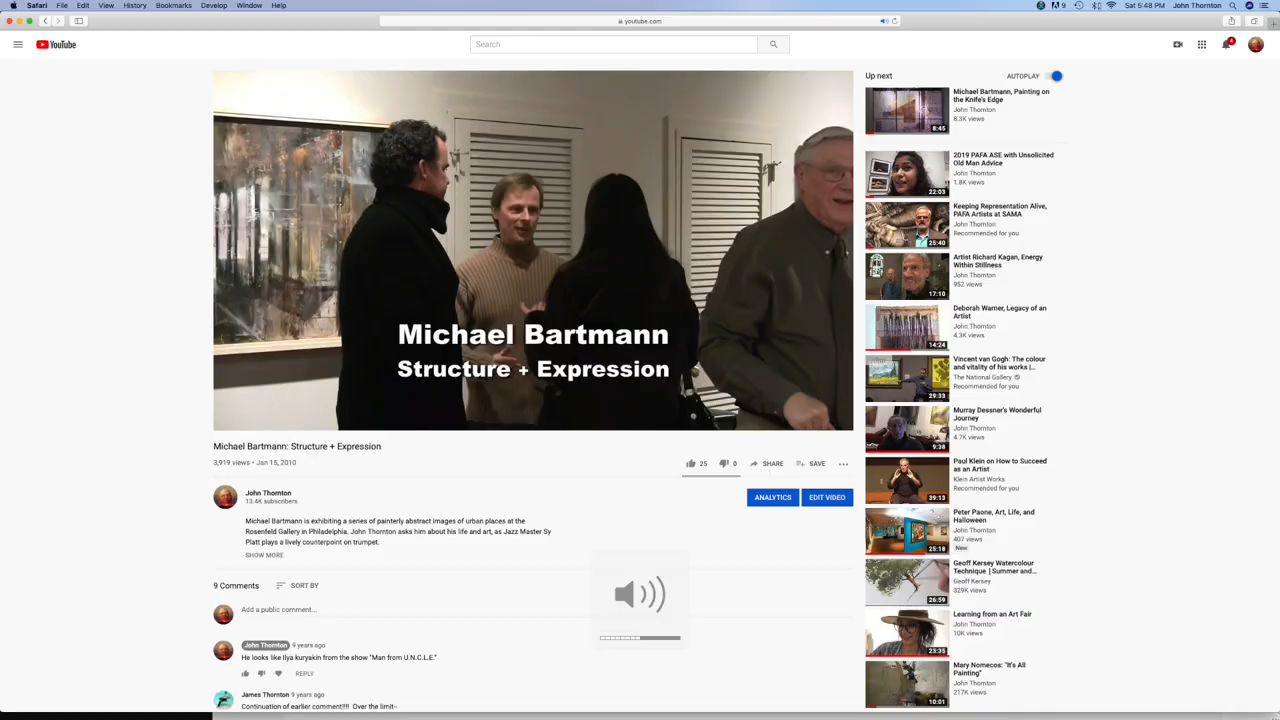 Safari File Edit View History Bookmarks Develop Window Help
9 Sat 5:48 PM John Thornton
youtube.com
YouTube
Search
4
Up next
AUTOPLAY
Michael Bartmann
Structure + Expression
Michael Bartmann: Structure + Expression
3,919 views • Jan 15, 2010
25 0 SHARE SAVE
John Thornton
13.4K subscribers
ANALYTICS EDIT VIDEO
Michael Bartmann is exhibiting a series of painterly abstract images of urban places at the
Rosenfeld Gallery in Philadelphia. John Thornton asks him about his life and art, as Jazz Master Sy
Platt plays a lively counterpoint on trumpet.
SHOW MORE
9 Comments SORT BY
Add a public comment...
John Thornton 9 years ago
He looks like Ilya kuryakin from the show "Man from U.N.C.L.E."
REPLY
James Thornton 9 years ago
Continuation of earlier comment!!!! Over the limit--
8:45
Michael Bartmann, Painting on
the Knife's Edge
John Thornton
8.3K views
22:03
2019 PAFA ASE with Unsolicited
Old Man Advice
John Thornton
1.8K views
25:40
Keeping Representation Alive,
PAFA Artists at SAMA
John Thornton
Recommended for you
17:10
Artist Richard Kagan, Energy
Within Stillness
John Thornton
952 views
14:24
Deborah Warner, Legacy of an
Artist
John Thornton
4.3K views
29:33
Vincent van Gogh: The colour
and vitality of his works |...
The National Gallery
Recommended for you
9:38
Murray Dessner's Wonderful
Journey
John Thornton
4.7K views
39:13
Paul Klein on How to Succeed
as an Artist
Klein Artist Works
Recommended for you
25:18
Peter Paone, Art, Life, and
Halloween
John Thornton
407 views
New
26:59
Geoff Kersey Watercolour
Technique | Summer and...
Geoff Kersey
329K views
23:35
Learning from an Art Fair
John Thornton
10K views
10:01
Mary Nomecos: "It's All
Painting"
John Thornton
217K views